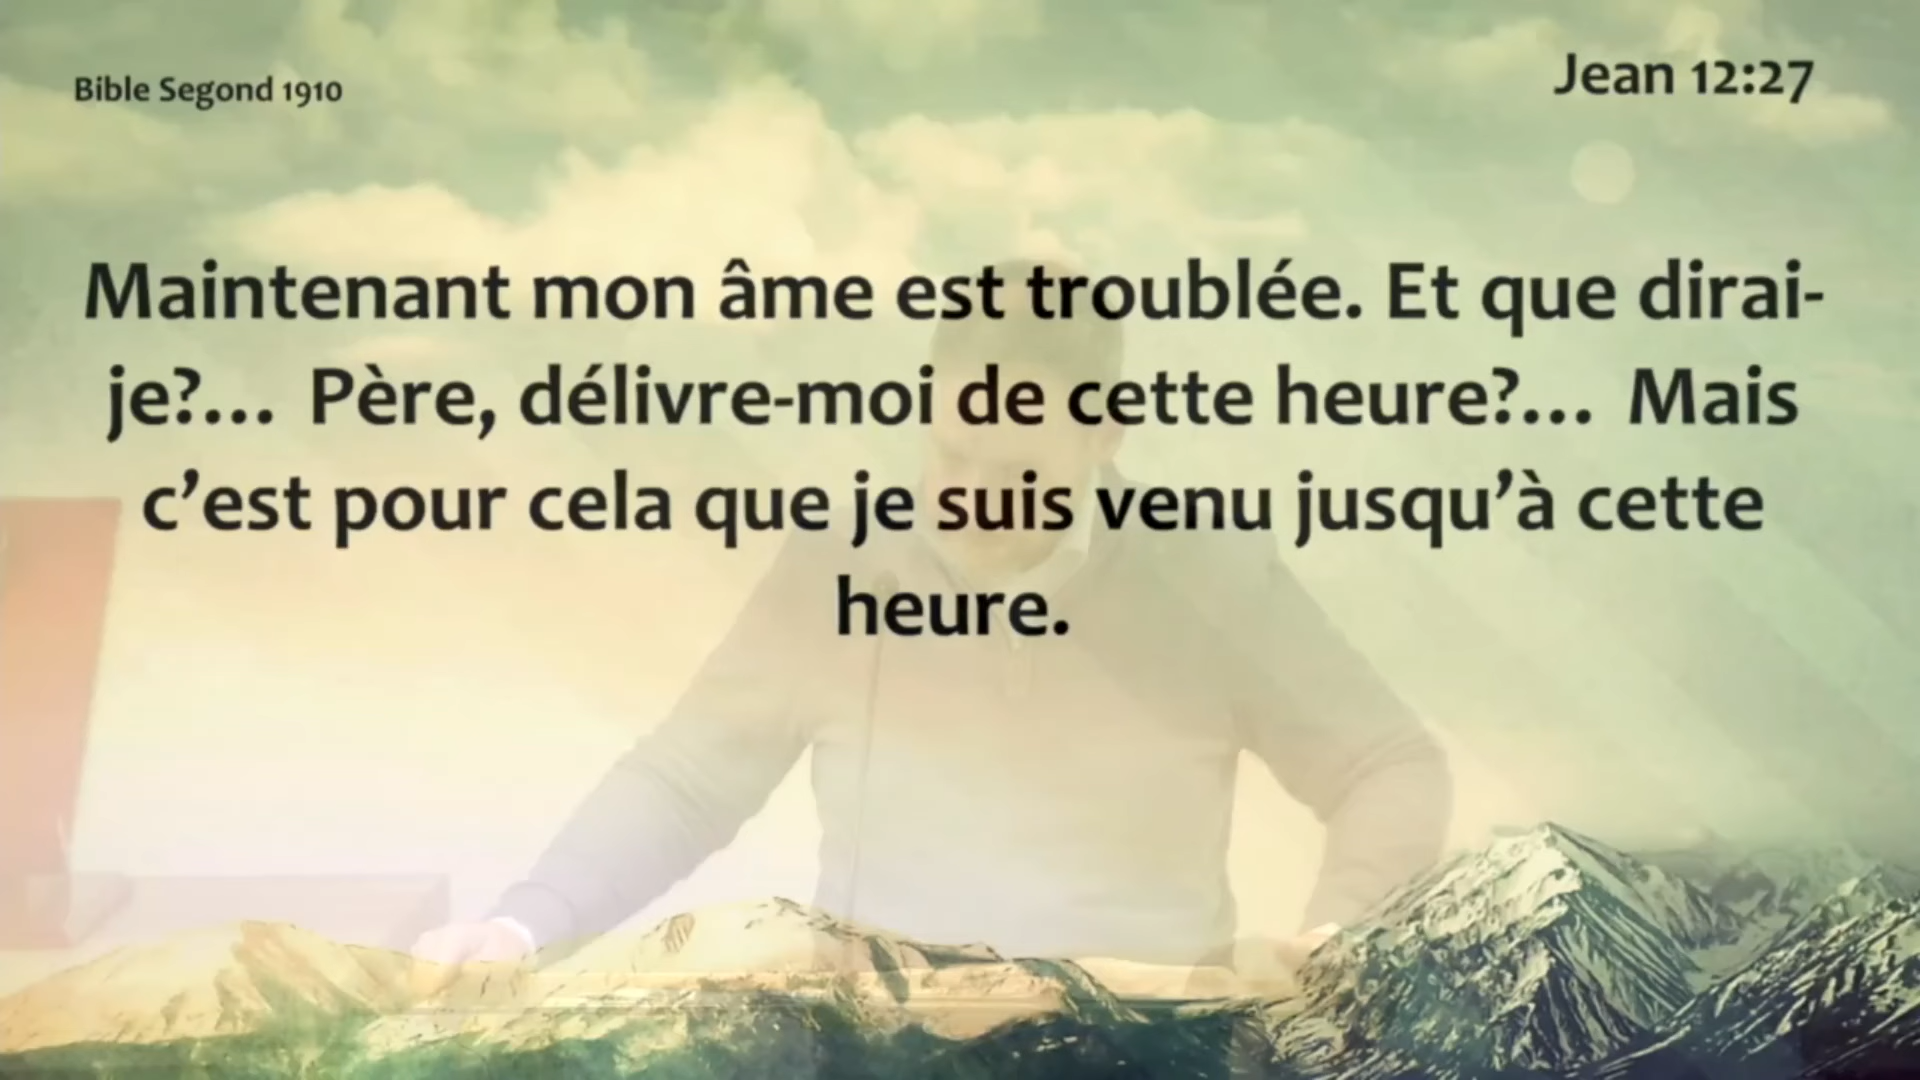 Bible Segond 1910
Jean 12:27
Maintenant mon âme est troublée. Et que dirai-
je?... Père, délivre-moi de cette heure?... Mais
c’est pour cela que je suis venu jusqu’à cette
heure.